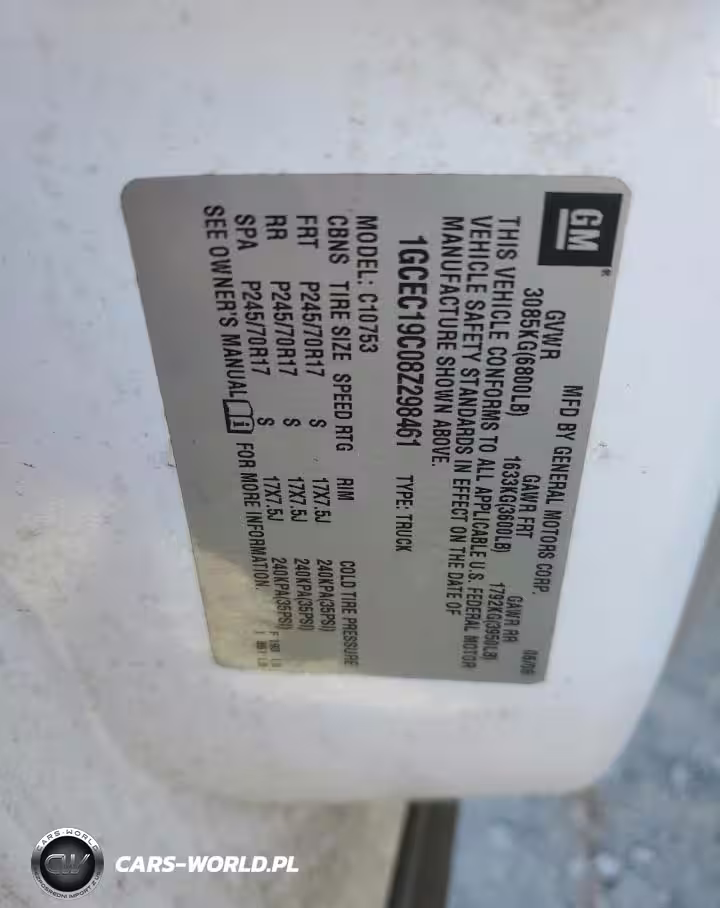 GM®
MFD BY GENERAL MOTORS CORP.
GVWR GAWR FRT GAWR RR
3085KG(6800LB) 1633KG(3600LB) 1792KG(3950LB)
THIS VEHICLE CONFORMS TO ALL APPLICABLE U.S. FEDERAL MOTOR
VEHICLE SAFETY STANDARDS IN EFFECT ON THE DATE OF
MANUFACTURE SHOWN ABOVE.
1GCEC19C08Z298461 TYPE: TRUCK
MODEL: C10753
CBNS TIRE SIZE SPEED RTG RIM COLD TIRE PRESSURE
FRT P245/70R17 S 17X7.5J 240KPA(35PSI)
RR P245/70R17 S 17X7.5J 240KPA(35PSI)
SPA P245/70R17 S 17X7.5J 240KPA(35PSI)
SEE OWNER'S MANUAL FOR MORE INFORMATION.
CARS-WORLD
CW
CARS-WORLD.PL